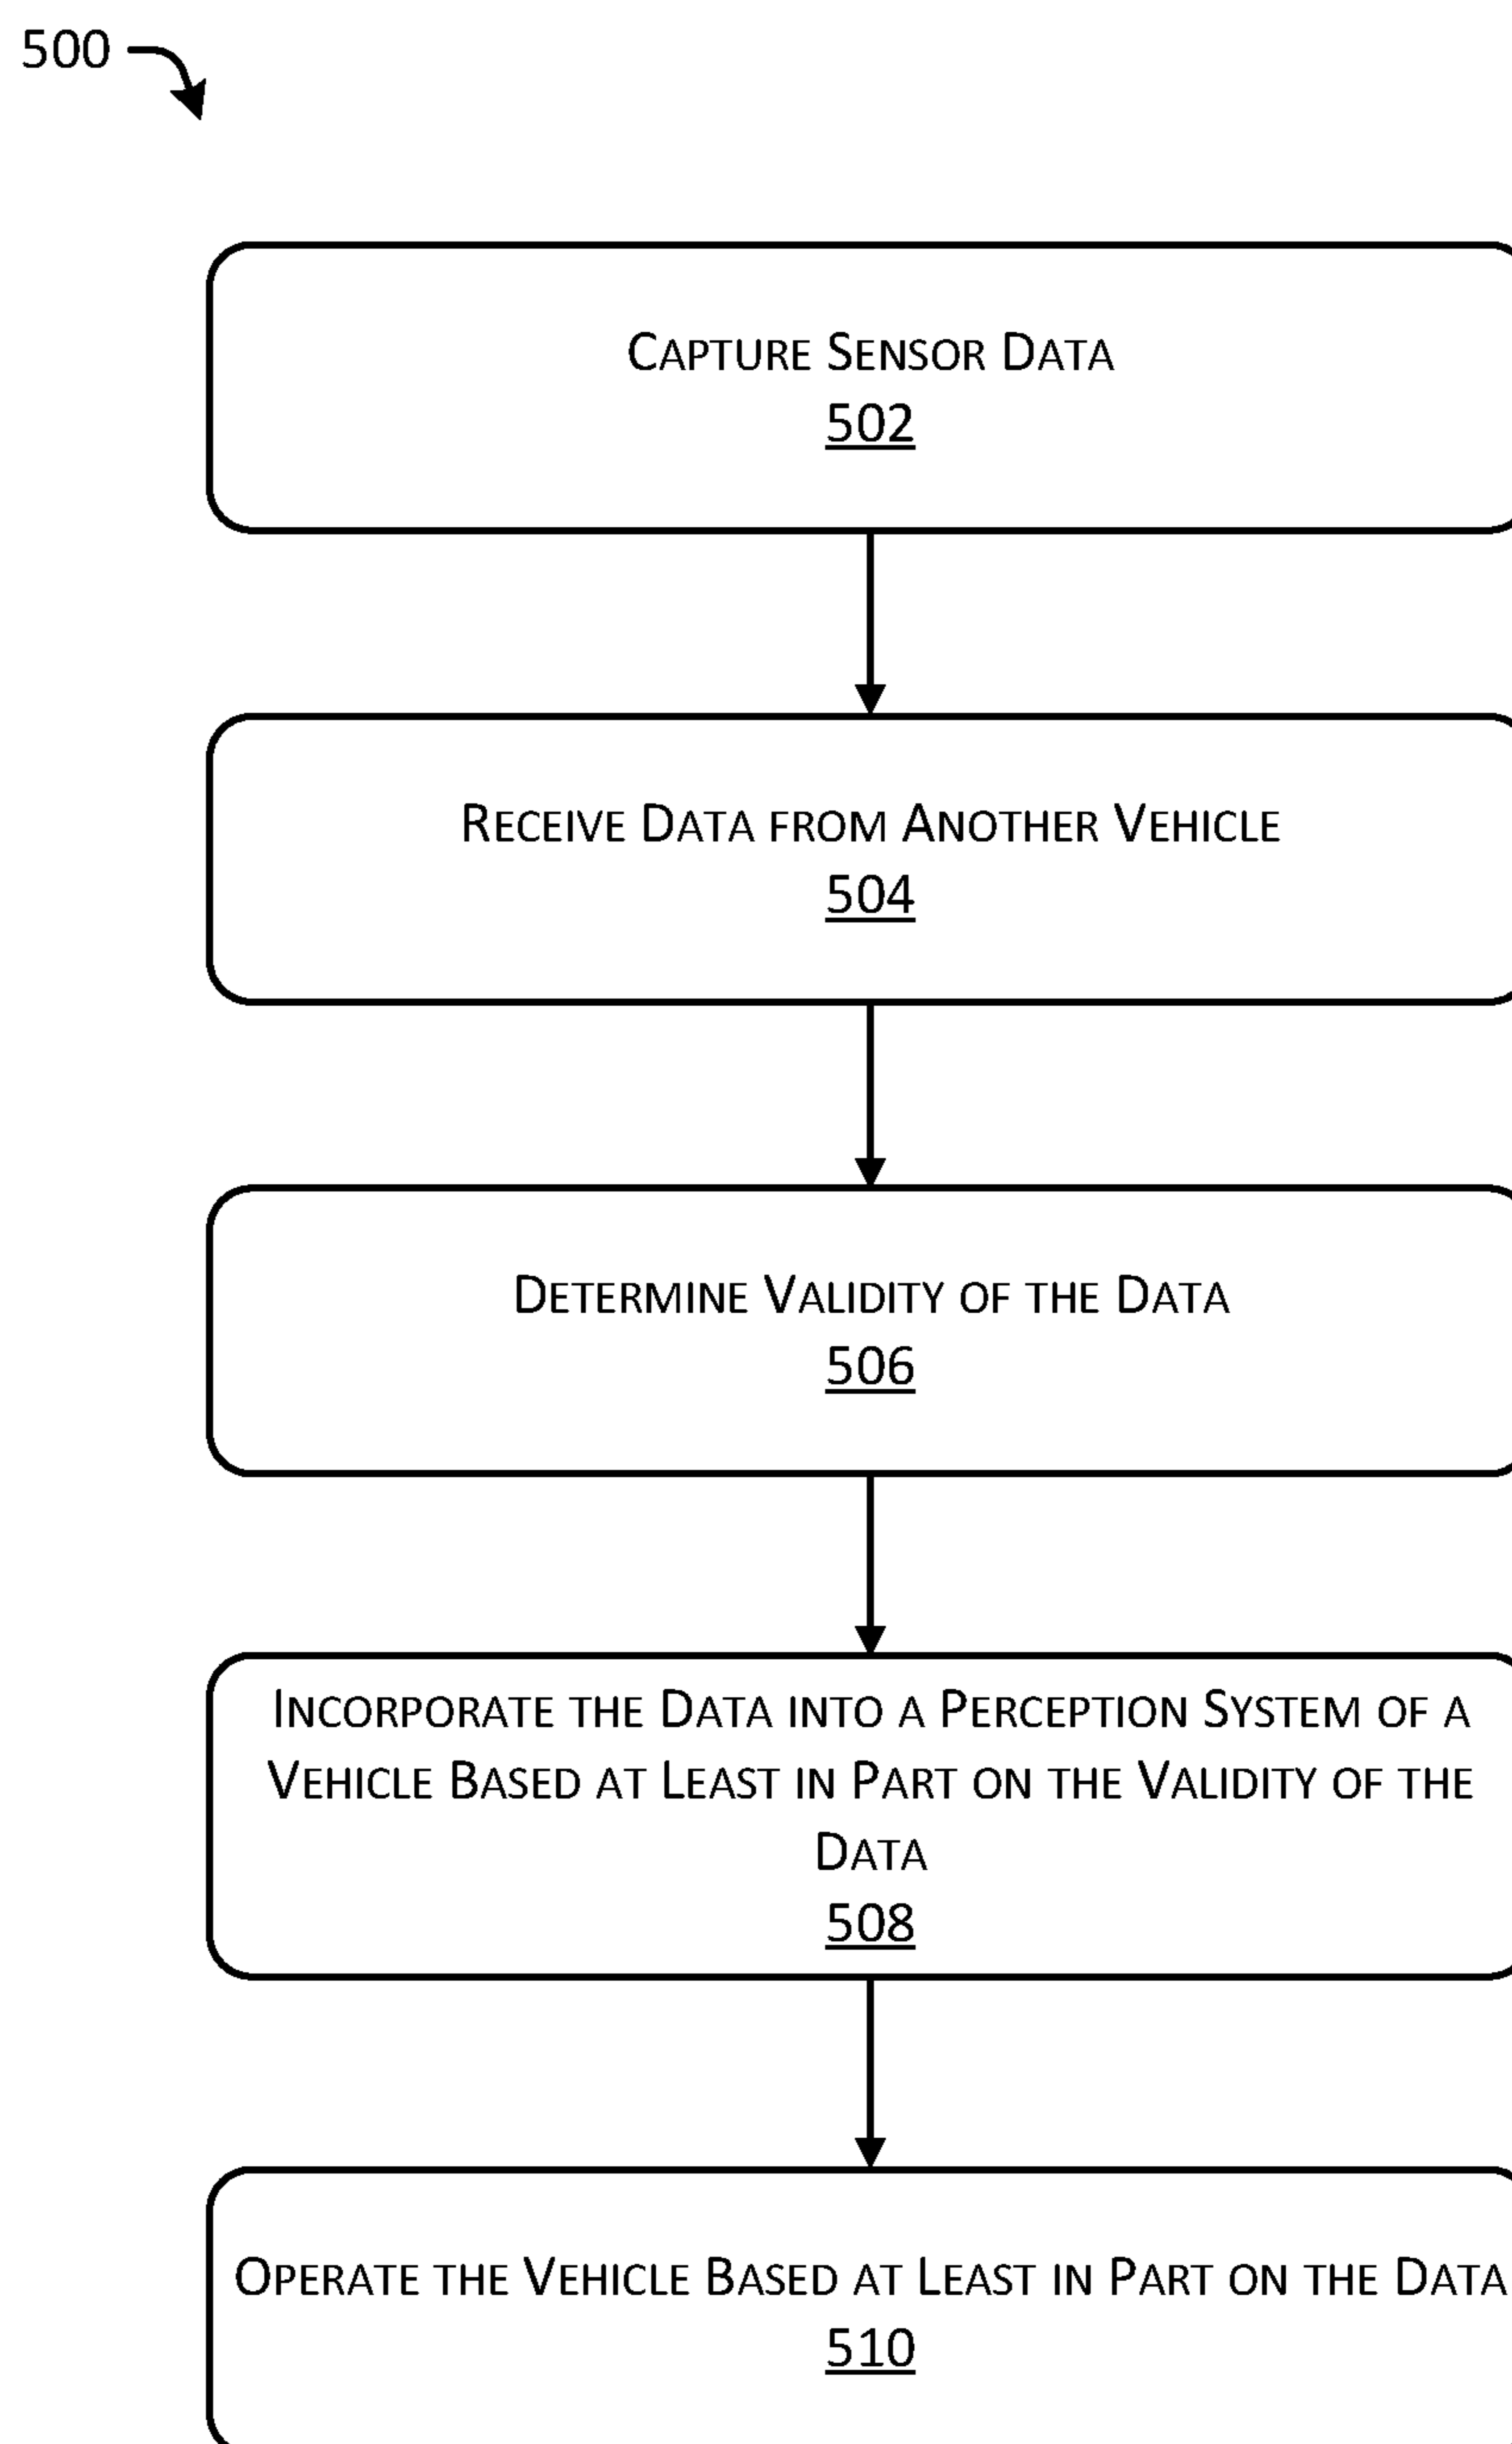 500
Capture Sensor Data
502
Receive Data from Another Vehicle
504
Determine Validity of the Data
506
Incorporate the Data into a Perception System of a
Vehicle Based at Least in Part on the Validity of the
Data
508
Operate the Vehicle Based at Least in Part on the Data
510